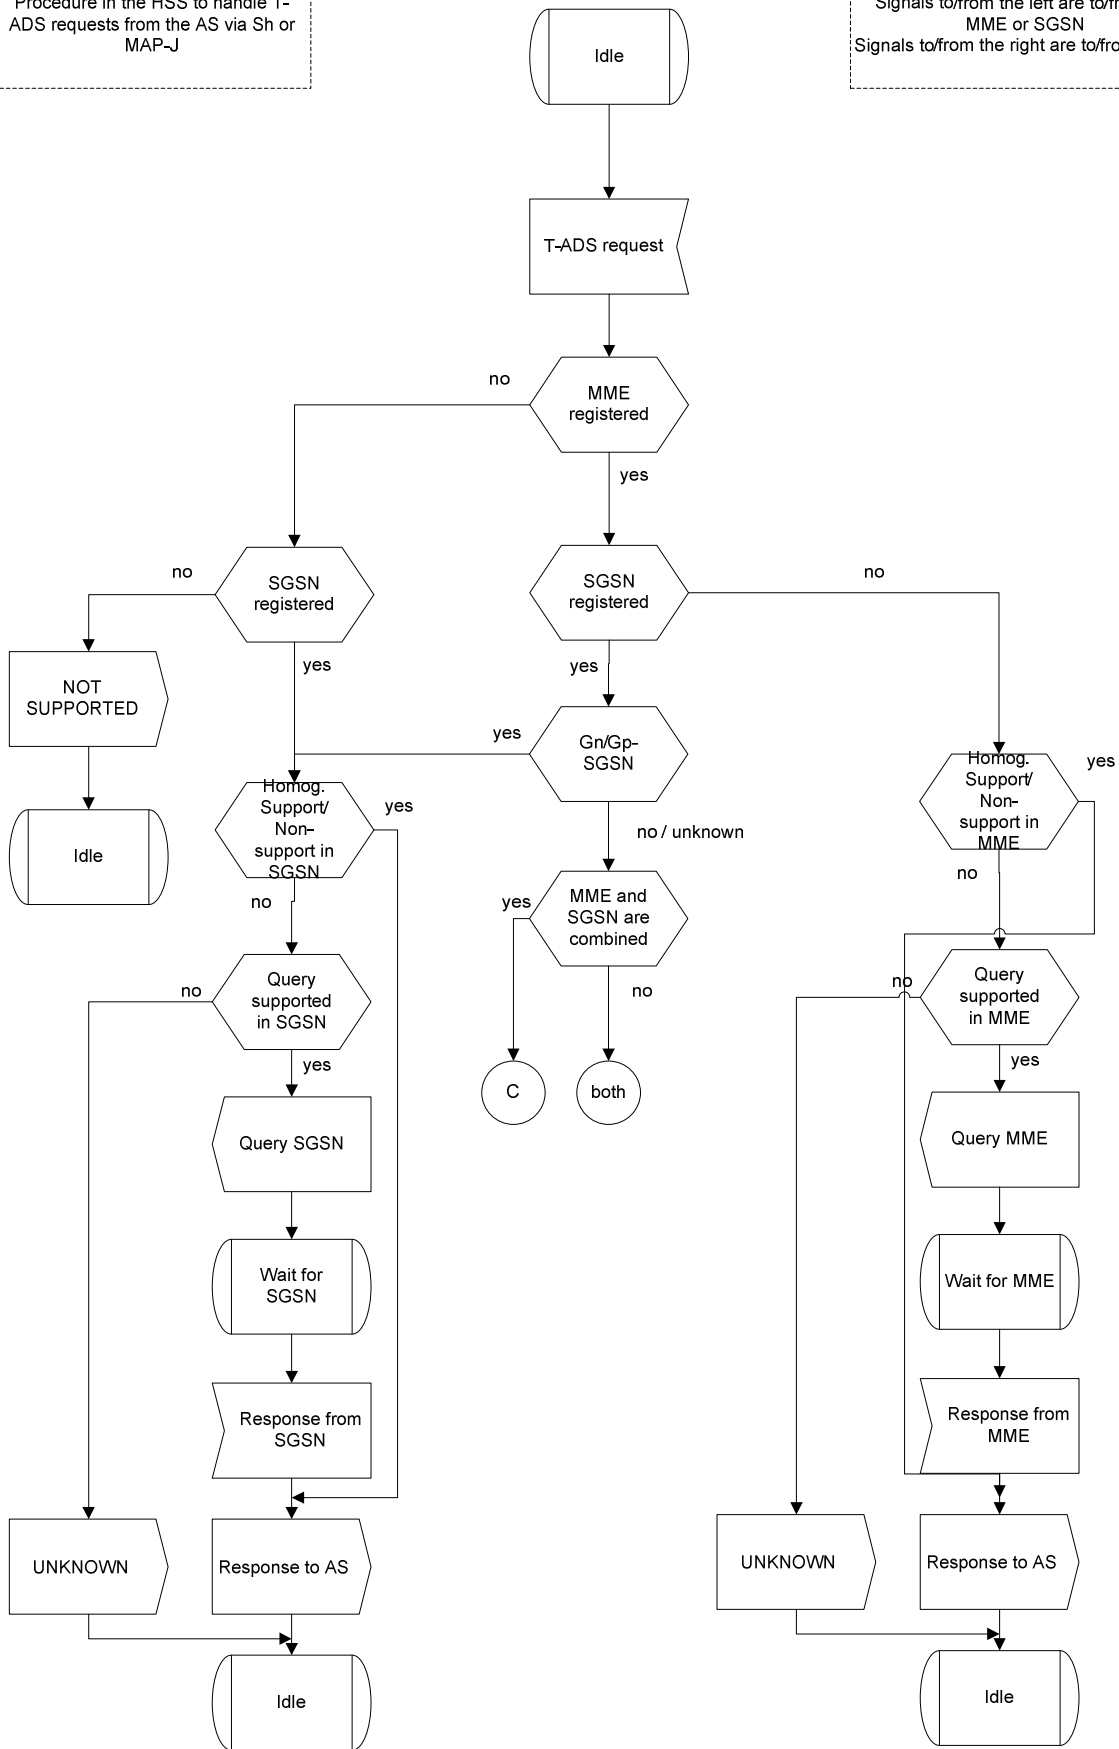 Procedure in the HSS to handle T-
ADS requests from the AS via Sh or
MAP-J
Signals to/from the left are to/
MME or SGSN
Signals to/from the right are
Idle
T-ADS request
no
MME
registered
yes
no
SGSN
registered
yes
SGSN
registered
no
yes
NOT
SUPPORTED
Idle
yes
Gn/Gp-
SGSN
no / unknown
Homog.
Support/
Non-
support in
SGSN
yes
no
Homog.
Support/
Non-
support in
MME
yes
no
yes
MME and
SGSN are
combined
no
C
both
no
Query
supported
in SGSN
yes
no
Query
supported
in MME
yes
Query SGSN
Query MME
Wait for
SGSN
Wait for MME
Response from
SGSN
Response from
MME
UNKNOWN
Response to AS
UNKNOWN
Response to AS
Idle
Idle